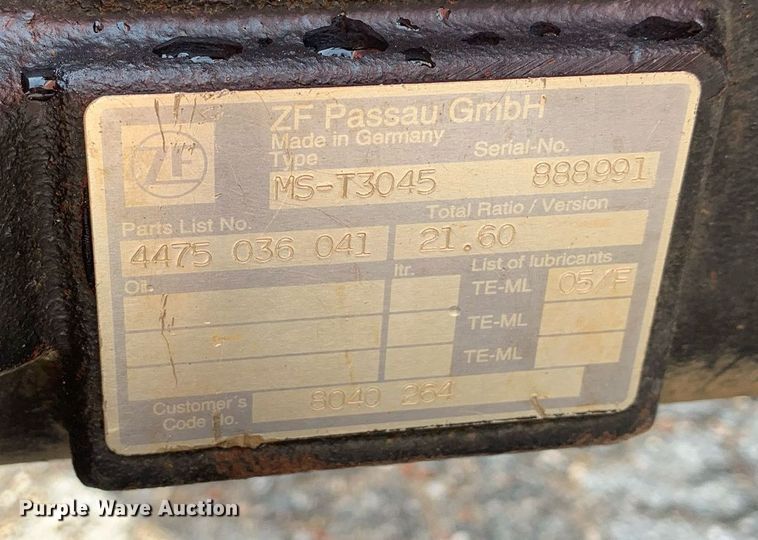 ZF Passau GmbH
Made in Germany
Type Serial-No.
ZF
MS-T3045 888991
Parts List No. Total Ratio / Version
4475 036 041 21.60
Oil: ltr. List of lubricants
TE-ML 05/F
TE-ML
TE-ML
Customer's
Code No. 8040 264
Purple Wave Auction